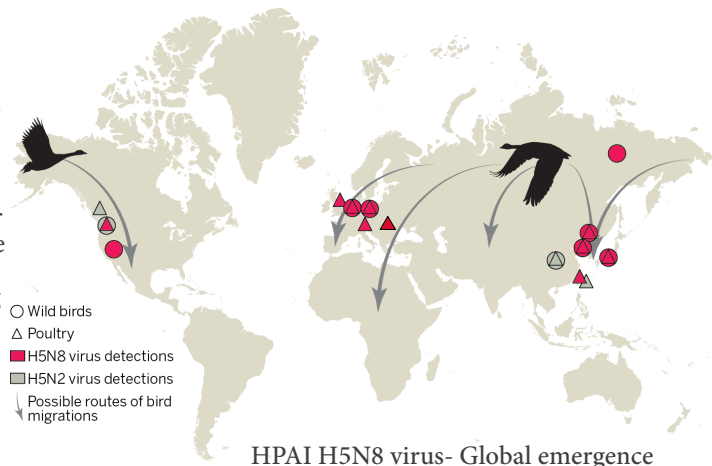 Wild birds
Poultry
H5N8 virus detections
H5N2 virus detections
Possible routes of bird
migrations
HPAI H5N8 virus- Global emergence